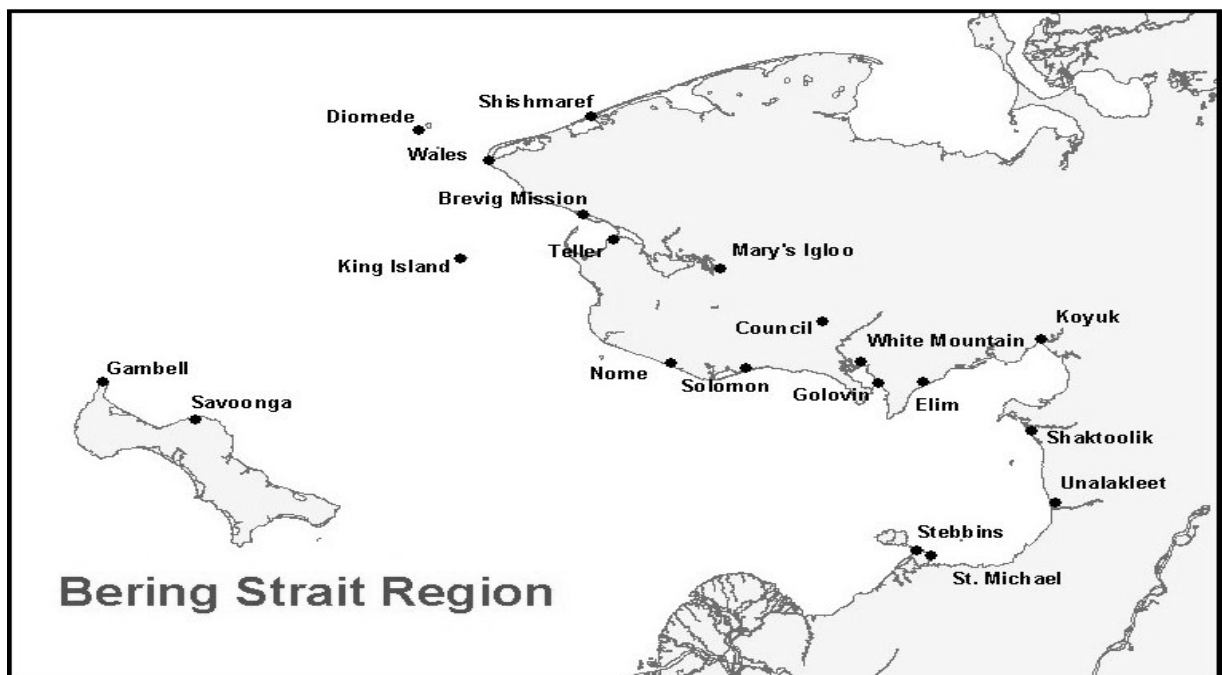 Shishmaref
Diomede
Wales
Brevig Mission
Teller
Mary's Igloo
King Island
Council
Koyuk
White Mountain
Gambell
Nome
Solomon
Golovin
Elim
Savoonga
Shaktoolik
Unalakleet
Stebbins
St. Michael
Bering Strait Region